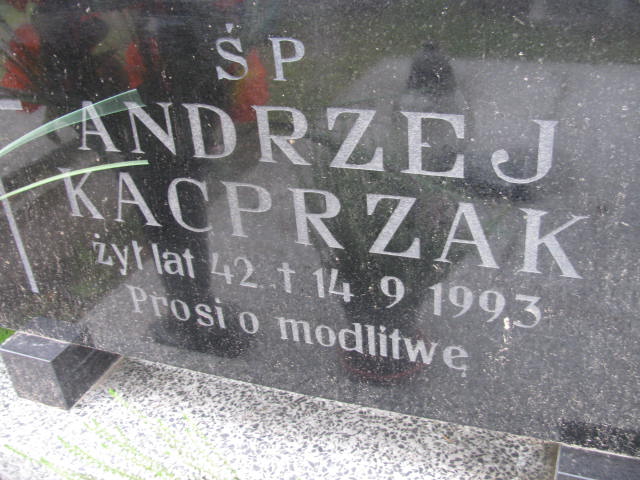 ŚP
ANDRZEJ
KACPRZAK
żył lat 42 † 14 9 1993
Prosi o modlitwę